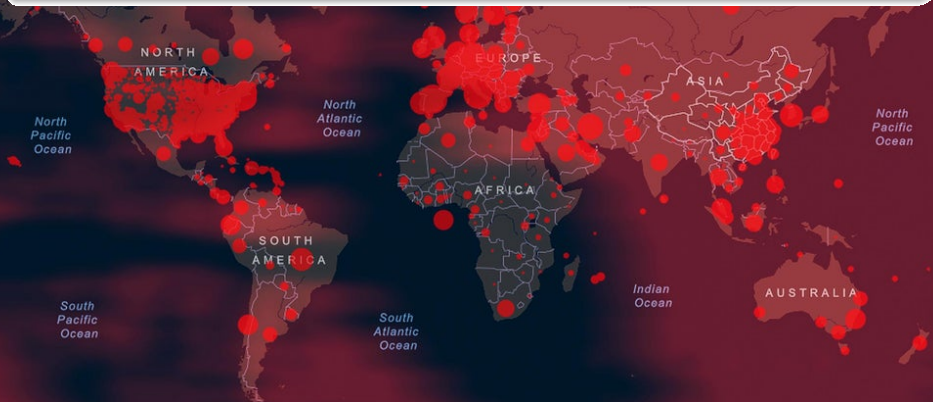 NORTH
AMERICA
EUROPE
ASIA
North
Pacific
Ocean
North
Atlantic
Ocean
North
Pacific
Ocean
AFRICA
SOUTH
AMERICA
South
Pacific
Ocean
South
Atlantic
Ocean
Indian
Ocean
AUSTRALIA